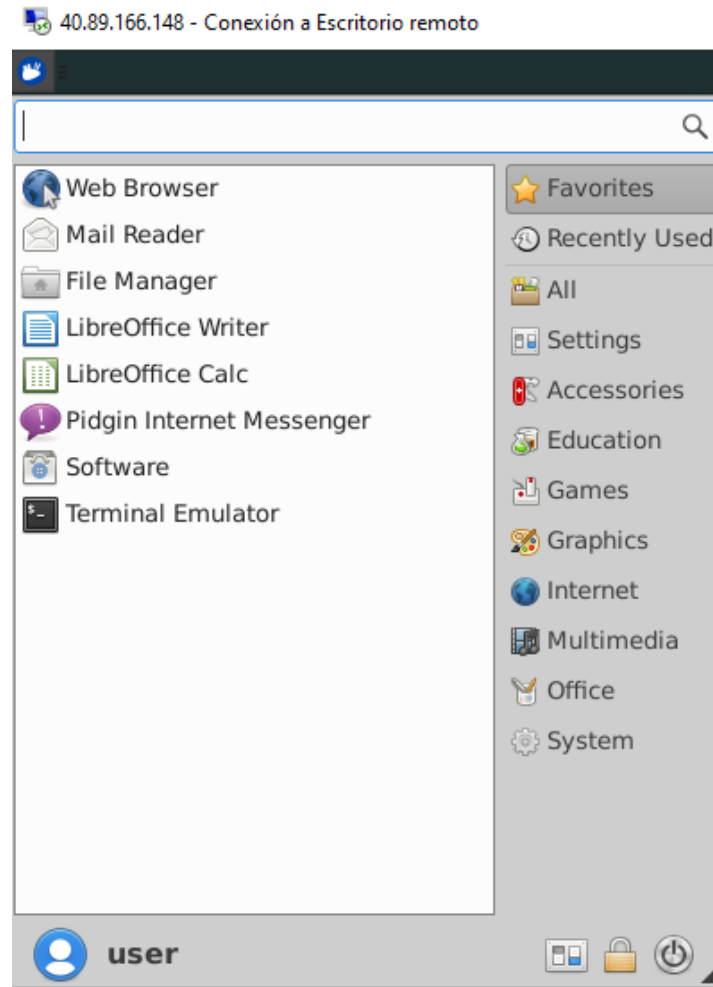 40.89.166.148 - Conexión a Escritorio remoto
Web Browser
Mail Reader
File Manager
LibreOffice Writer
LibreOffice Calc
Pidgin Internet Messenger
Software
Terminal Emulator
Favorites
Recently Used
All
Settings
Accessories
Education
Games
Graphics
Internet
Multimedia
Office
System
user